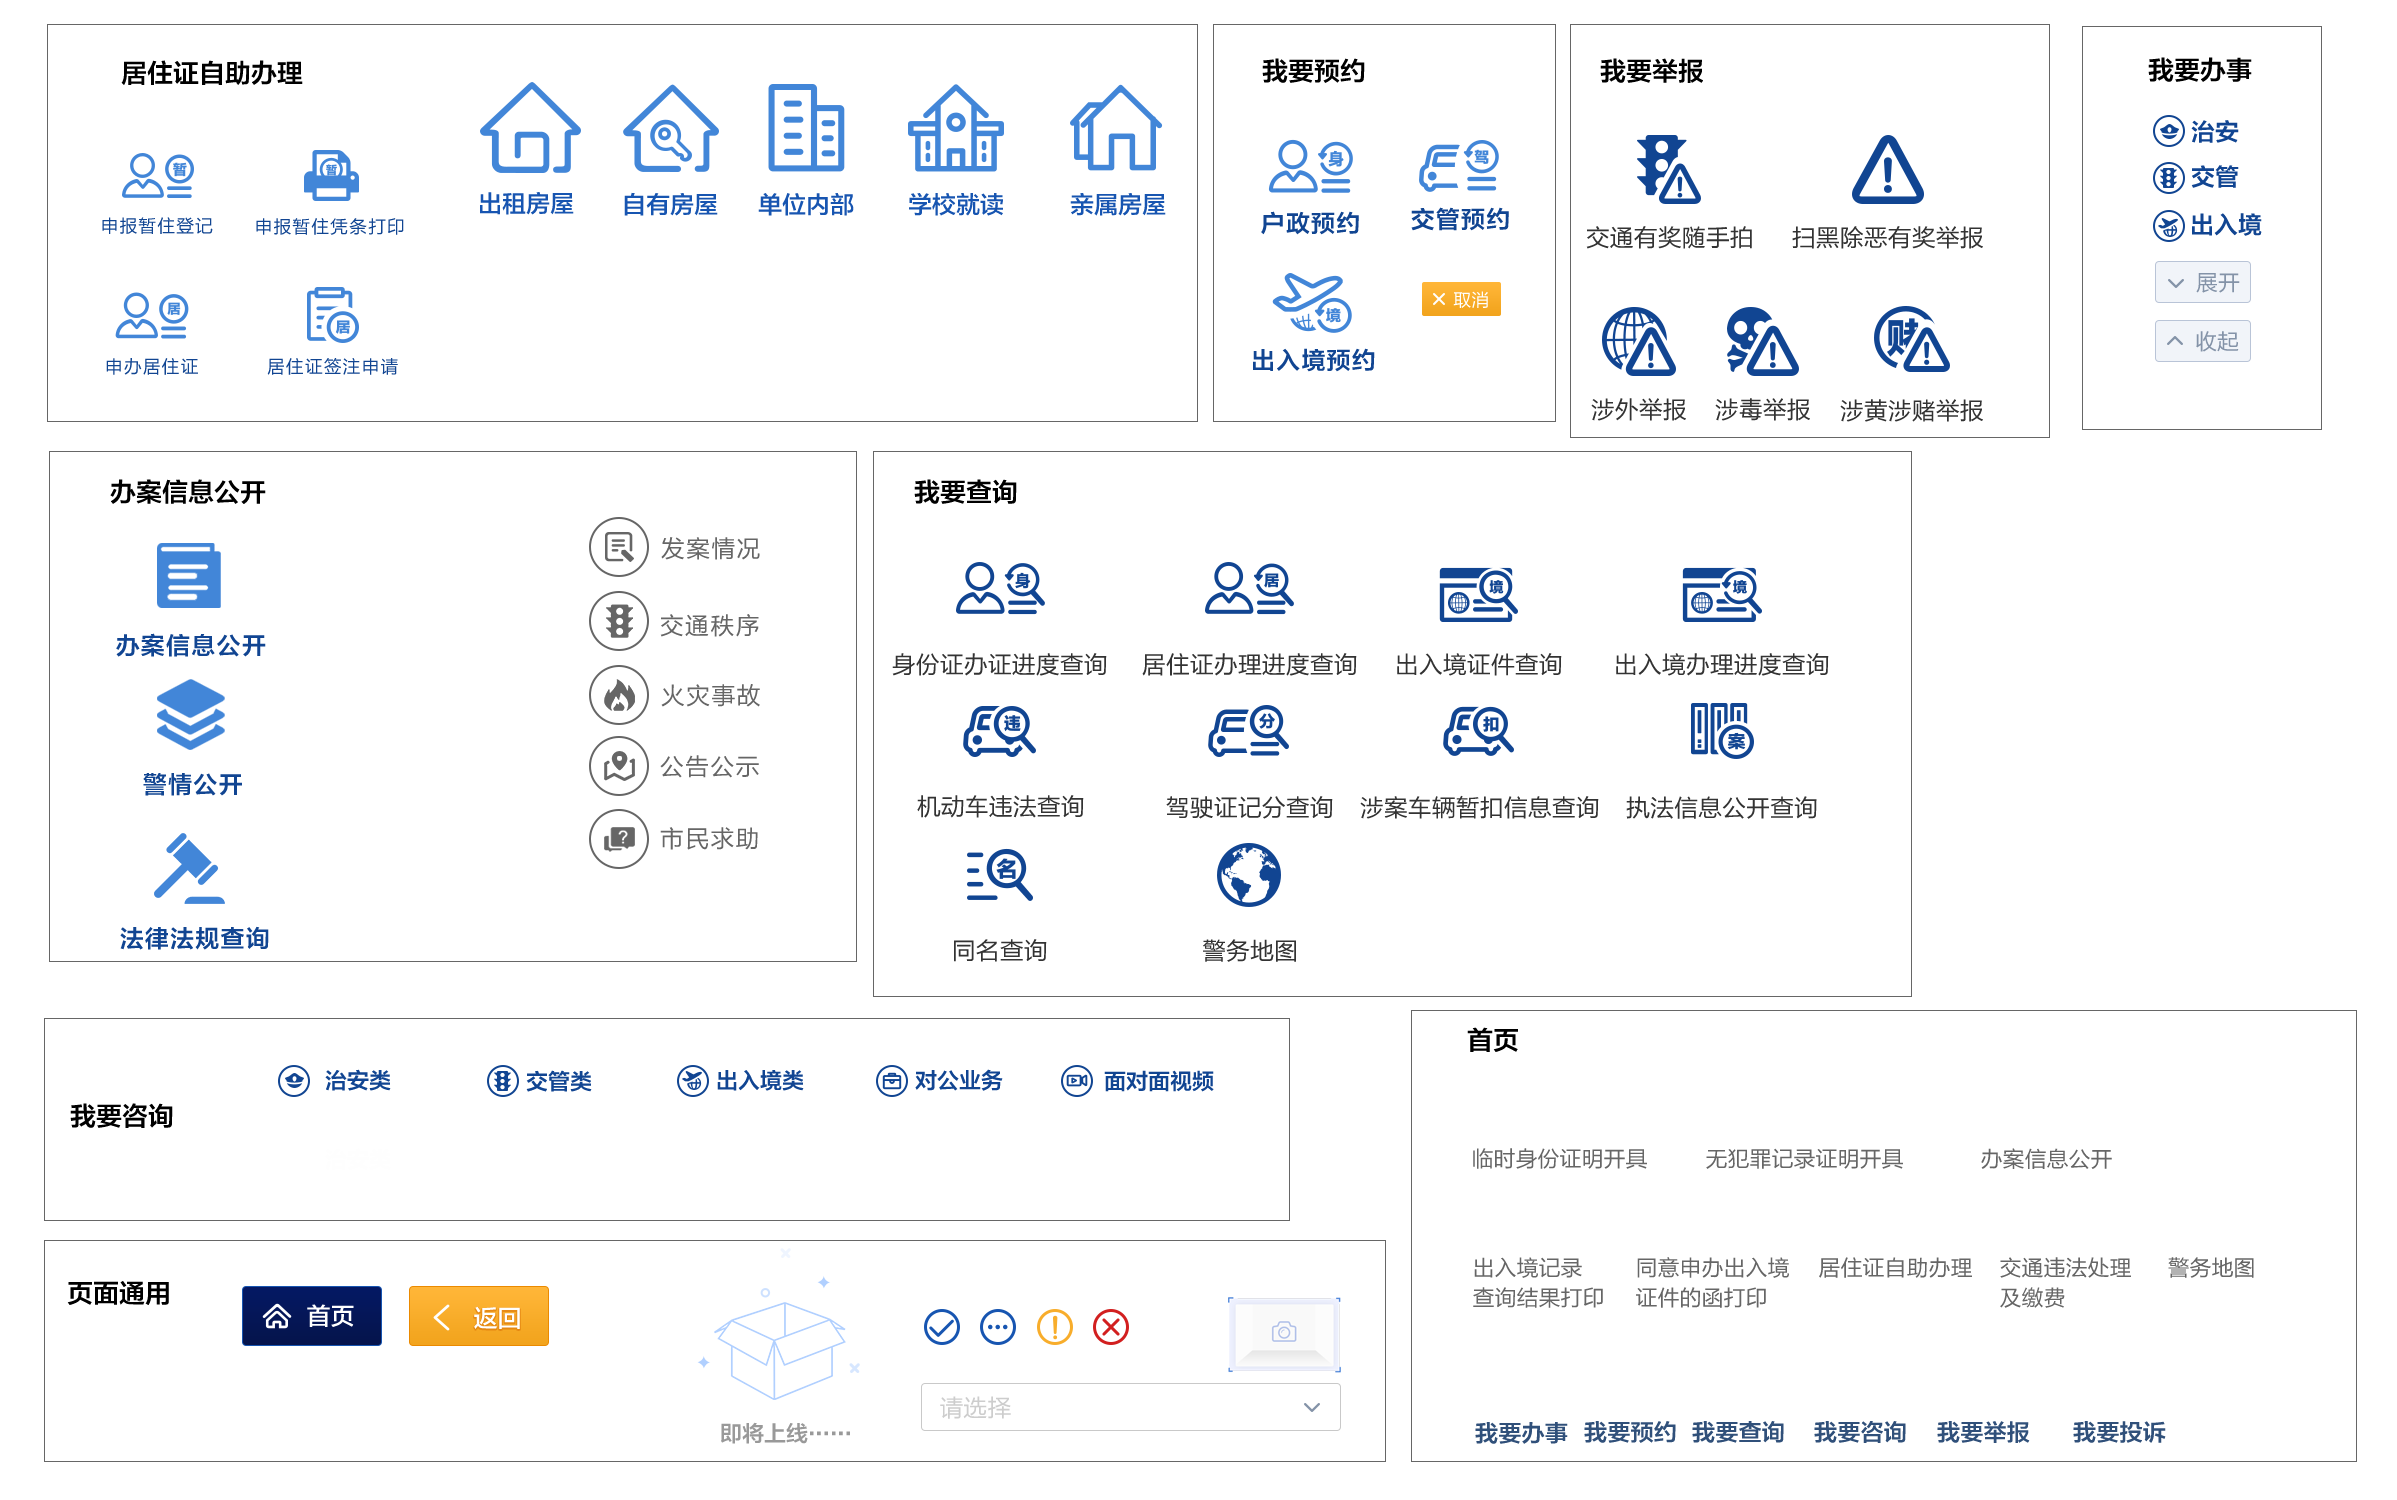 居住证自助办理
暂
申报暂住登记
暂
申报暂住凭条打印
居
申办居住证
居
居住证签注申请
出租房屋
自有房屋
单位内部
学校就读
亲属房屋
我要预约
身
户政预约
驾
交管预约
境
出入境预约
取消
我要举报
交通有奖随手拍
扫黑除恶有奖举报
涉外举报
涉毒举报
赌
涉黄涉赌举报
我要办事
治安
交管
出入境
展开
收起
办案信息公开
办案信息公开
警情公开
法律法规查询
发案情况
交通秩序
火灾事故
公告公示
?
市民求助
我要查询
身
身份证办证进度查询
居
居住证办理进度查询
境
出入境证件查询
境
出入境办理进度查询
违
机动车违法查询
分
驾驶证记分查询
扣
涉案车辆暂扣信息查询
案
执法信息公开查询
名
同名查询
警务地图
我要咨询
治安类
交管类
出入境类
对公业务
面对面视频
页面通用
首页
返回
即将上线……
请选择
首页
临时身份证明开具
无犯罪记录证明开具
办案信息公开
出入境记录
查询结果打印
同意申办出入境
证件的函打印
居住证自助办理
交通违法处理
及缴费
警务地图
我要办事
我要预约
我要查询
我要咨询
我要举报
我要投诉